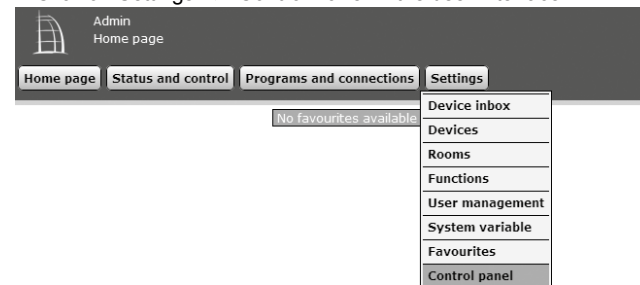 Admin
Home page
Home page Status and control Programs and connections Settings
No favourites available
Device inbox
Devices
Rooms
Functions
User management
System variable
Favourites
Control panel